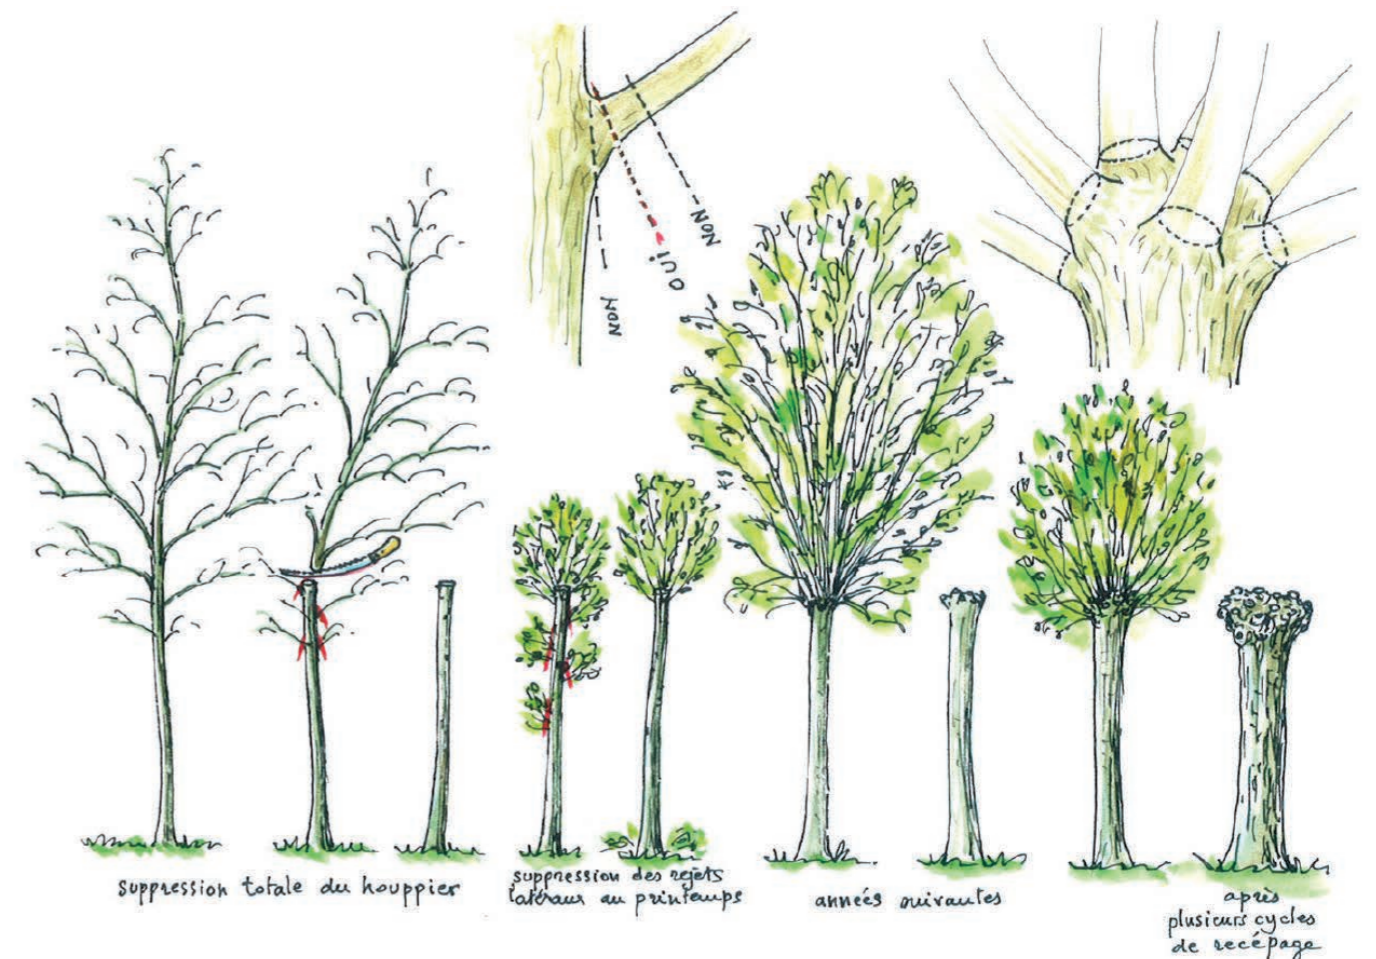 NON
OUI
NON
suppression totale du houppier
suppression des rejets
latéraux au printemps
années suivantes
après
plusieurs cycles
de recépage